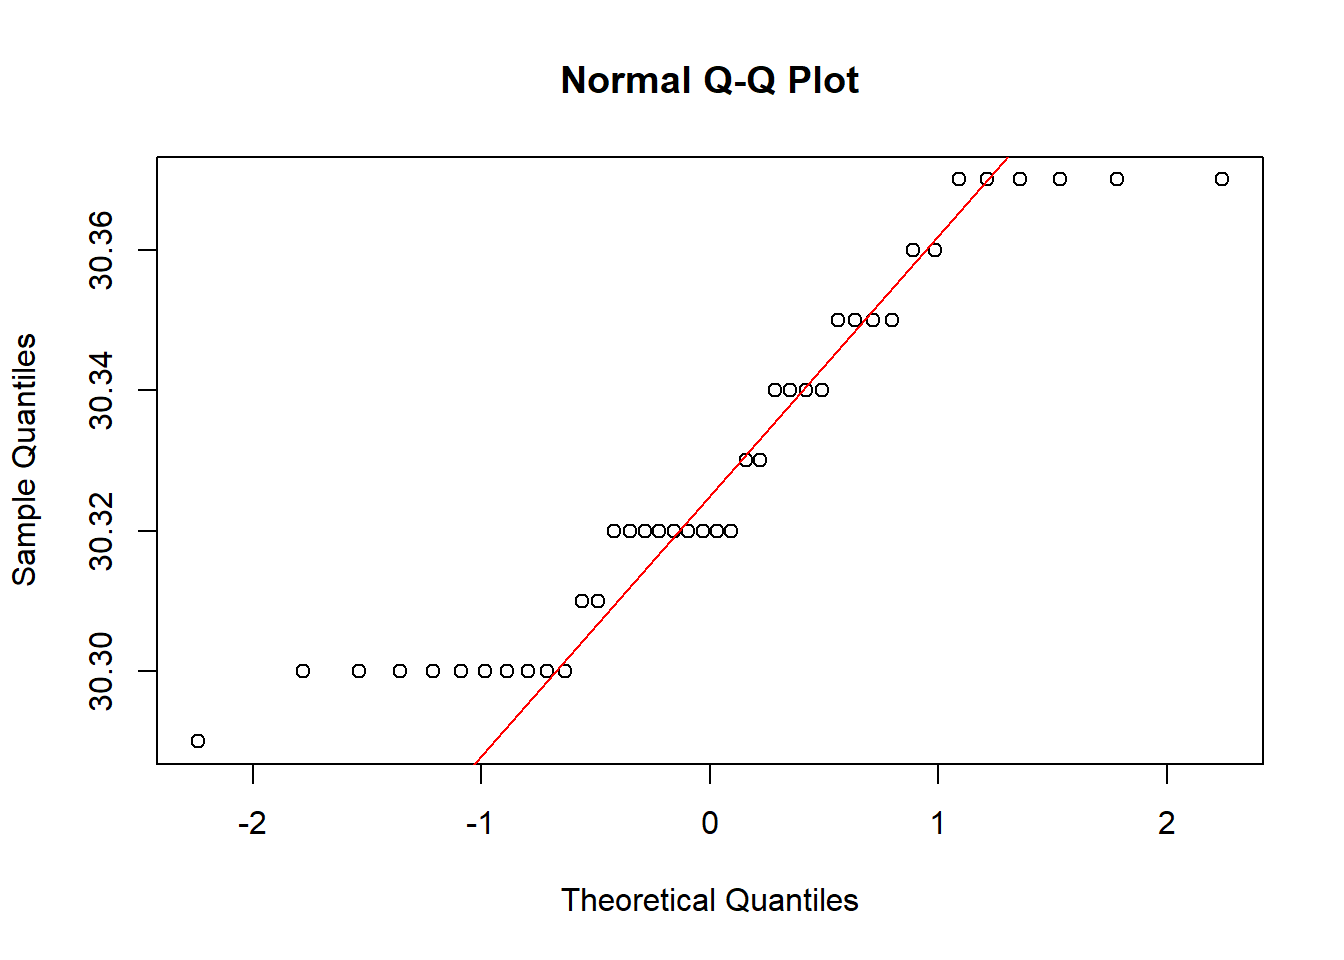 Normal Q-Q Plot
Sample Quantiles
30.36
30.34
30.32
30.30
-2 -1 0 1 2
Theoretical Quantiles